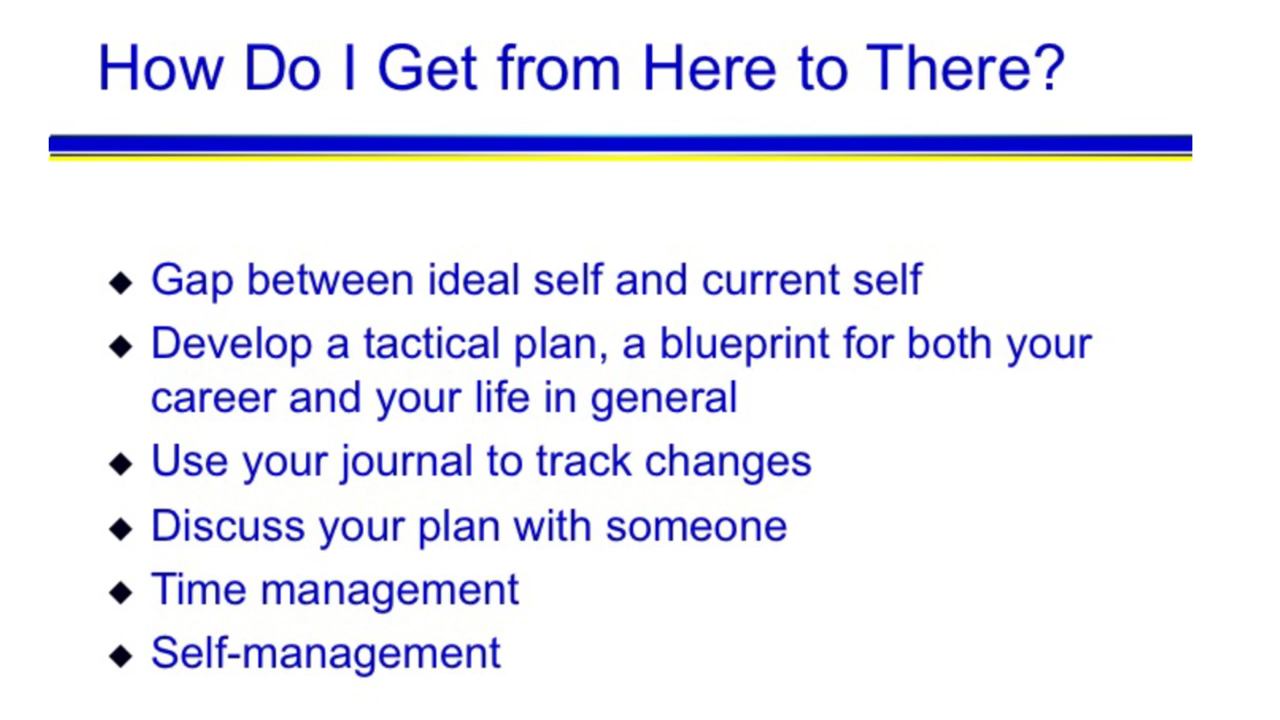 How Do I Get from Here to There?
◆ Gap between ideal self and current self
◆ Develop a tactical plan, a blueprint for both your
career and your life in general
◆ Use your journal to track changes
◆ Discuss your plan with someone
◆ Time management
◆ Self-management